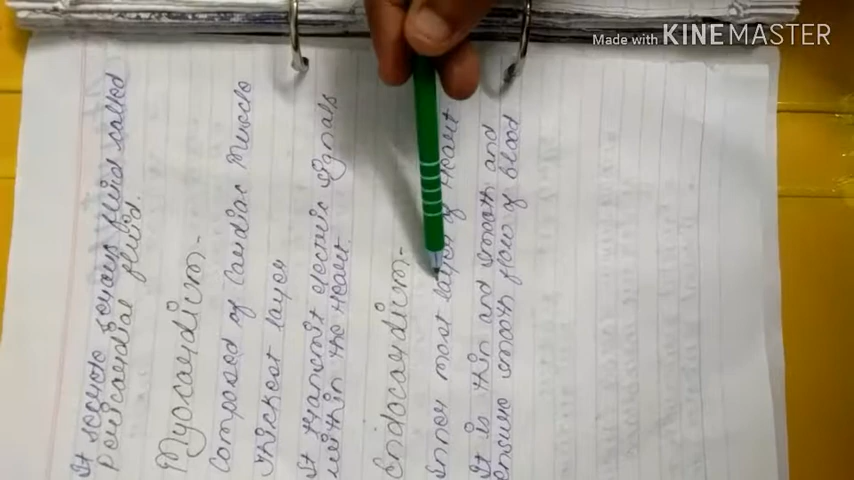 It secrete serous fluid called
Pericardial fluid.
Myocardium -
Composed of Cardiac Muscle
Thickest layer
It transmit electric signals
within the heart.
Endocardium -
Inner most layer of Heart
It is thin and smooth and
ensure smooth flow of blood
Made with KINEMASTER